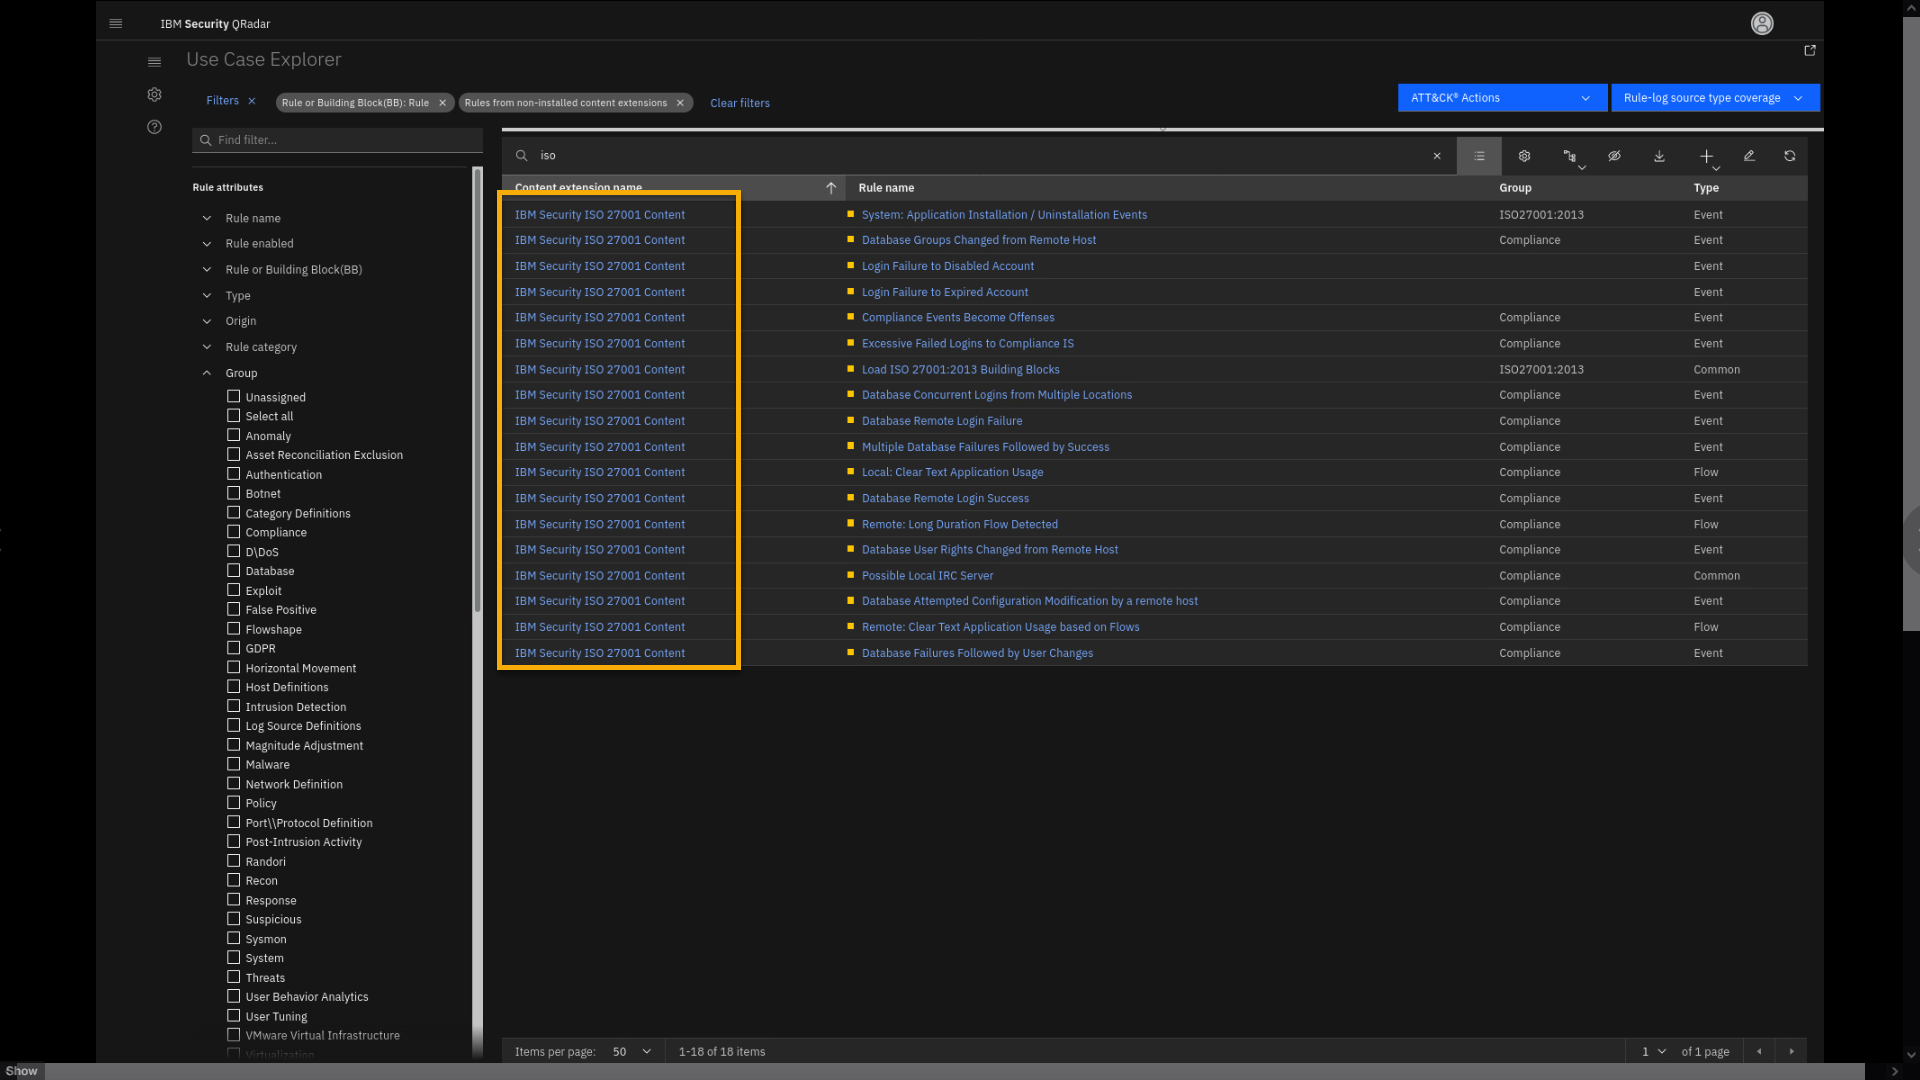 IBM Security QRadar
Use Case Explorer
Filters
Rule or Building Block(BB): Rule
Rules from non-installed content extensions
Clear filters
ATT&CK® Actions
Rule-log source type coverage
Find filter...
Rule attributes
Rule name
Rule enabled
Rule or Building Block(BB)
Type
Origin
Rule category
Group
Unassigned
Select all
Anomaly
Asset Reconciliation Exclusion
Authentication
Botnet
Category Definitions
Compliance
D\DoS
Database
Exploit
False Positive
Flowshape
GDPR
Horizontal Movement
Host Definitions
Intrusion Detection
Log Source Definitions
Magnitude Adjustment
Malware
Network Definition
Policy
Port\\Protocol Definition
Post-Intrusion Activity
Randori
Recon
Response
Suspicious
Sysmon
System
Threats
User Behavior Analytics
User Tuning
VMware Virtual Infrastructure
Virtualization
iso
Content extension name Rule name Group Type
IBM Security ISO 27001 Content System: Application Installation / Uninstallation Events ISO27001:2013 Event
IBM Security ISO 27001 Content Database Groups Changed from Remote Host Compliance Event
IBM Security ISO 27001 Content Login Failure to Disabled Account Event
IBM Security ISO 27001 Content Login Failure to Expired Account Event
IBM Security ISO 27001 Content Compliance Events Become Offenses Compliance Event
IBM Security ISO 27001 Content Excessive Failed Logins to Compliance IS Compliance Event
IBM Security ISO 27001 Content Load ISO 27001:2013 Building Blocks ISO27001:2013 Common
IBM Security ISO 27001 Content Database Concurrent Logins from Multiple Locations Compliance Event
IBM Security ISO 27001 Content Database Remote Login Failure Compliance Event
IBM Security ISO 27001 Content Multiple Database Failures Followed by Success Compliance Event
IBM Security ISO 27001 Content Local: Clear Text Application Usage Compliance Flow
IBM Security ISO 27001 Content Database Remote Login Success Compliance Event
IBM Security ISO 27001 Content Remote: Long Duration Flow Detected Compliance Flow
IBM Security ISO 27001 Content Database User Rights Changed from Remote Host Compliance Event
IBM Security ISO 27001 Content Possible Local IRC Server Compliance Common
IBM Security ISO 27001 Content Database Attempted Configuration Modification by a remote host Compliance Event
IBM Security ISO 27001 Content Remote: Clear Text Application Usage based on Flows Compliance Flow
IBM Security ISO 27001 Content Database Failures Followed by User Changes Compliance Event
Items per page: 50 1-18 of 18 items 1 of 1 page
Show